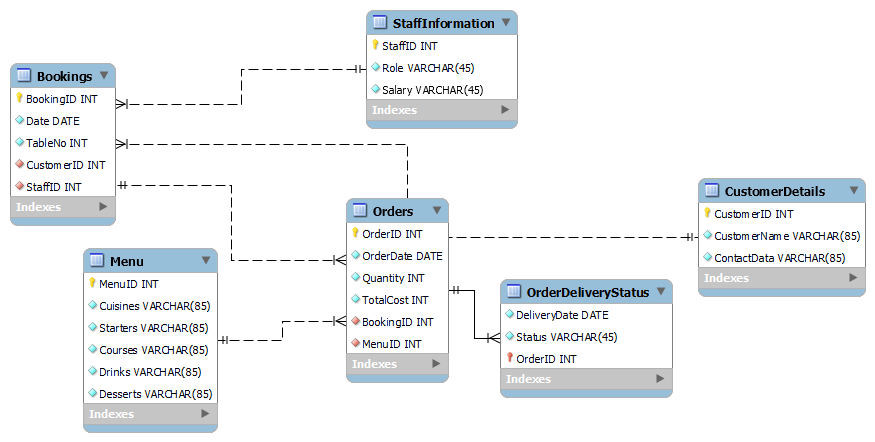 StaffInformation
StaffID INT
Role VARCHAR(45)
Salary VARCHAR(45)
Indexes
Bookings
BookingID INT
Date DATE
TableNo INT
CustomerID INT
StaffID INT
Indexes
Orders
OrderID INT
OrderDate DATE
Quantity INT
TotalCost INT
BookingID INT
MenuID INT
Indexes
CustomerDetails
CustomerID INT
CustomerName VARCHAR(85)
ContactData VARCHAR(85)
Indexes
Menu
MenuID INT
Cuisines VARCHAR(85)
Starters VARCHAR(85)
Courses VARCHAR(85)
Drinks VARCHAR(85)
Desserts VARCHAR(85)
Indexes
OrderDeliveryStatus
DeliveryDate DATE
Status VARCHAR(45)
OrderID INT
Indexes